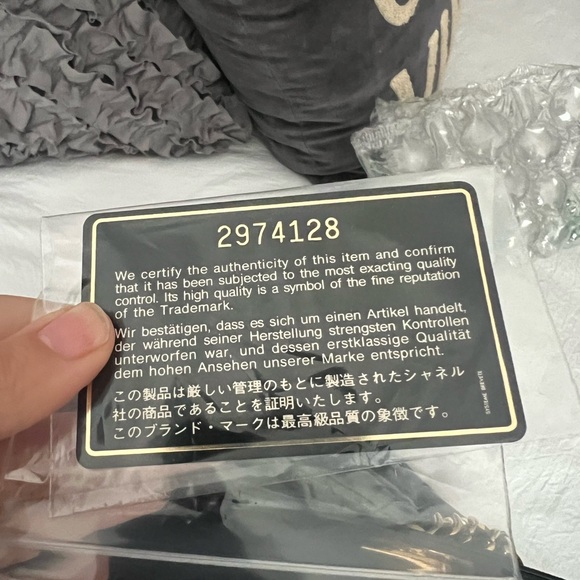 2974128
We certify the authenticity of this item and confirm
that it has been subjected to the most exacting quality
control. Its high quality is a symbol of the fine reputation
of the Trademark.
Wir bestätigen, dass es sich um einen Artikel handelt,
der während seiner Herstellung strengsten Kontrollen
unterworfen war, und dessen erstklassige Qualität
dem hohen Ansehen unserer Marke entspricht.
この製品は厳しい管理のもとに製造されたシャネル
社の商品であることを証明いたします。
このブランド・マークは最高級品質の象徴です。